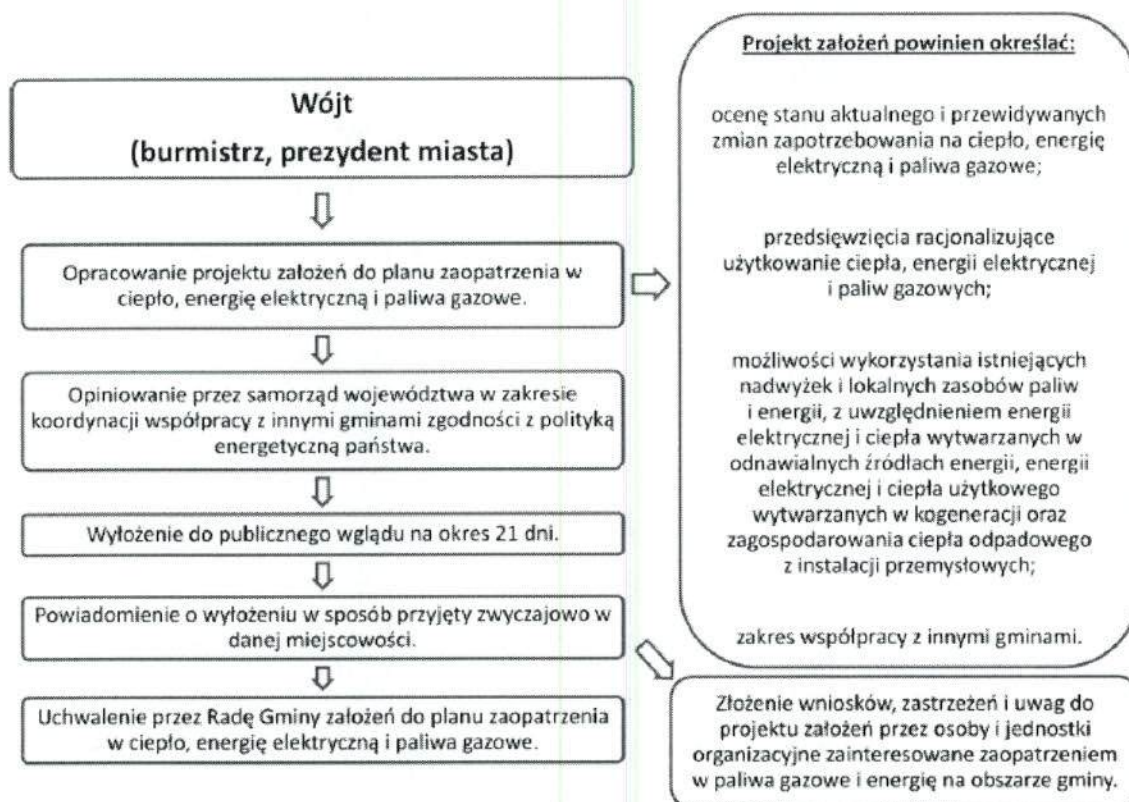 Wójt
(burmistrz, prezydent miasta)
Opracowanie projektu założeń do planu zaopatrzenia w
ciepło, energię elektryczną i paliwa gazowe.
Opiniowanie przez samorząd województwa w zakresie
koordynacji współpracy z innymi gminami zgodności z polityką
energetyczną państwa.
Wyłożenie do publicznego wglądu na okres 21 dni.
Powiadomienie o wyłożeniu w sposób przyjęty zwyczajowo w
danej miejscowości.
Uchwalenie przez Radę Gminy założeń do planu zaopatrzenia
w ciepło, energię elektryczną i paliwa gazowe.
Projekt założeń powinien określać:
ocenę stanu aktualnego i przewidywanych
zmian zapotrzebowania na ciepło, energię
elektryczną i paliwa gazowe;
przedsięwzięcia racjonalizujące
użytkowanie ciepła, energii elektrycznej
i paliw gazowych;
możliwości wykorzystania istniejących
nadwyżek i lokalnych zasobów paliw
i energii, z uwzględnieniem energii
elektrycznej i ciepła wytwarzanych w
odnawialnych źródłach energii, energii
elektrycznej i ciepła użytkowego
wytwarzanych w kogeneracji oraz
zagospodarowania ciepła odpadowego
z instalacji przemysłowych;
zakres współpracy z innymi gminami.
Złożenie wniosków, zastrzeżeń i uwag do
projektu założeń przez osoby i jednostki
organizacyjne zainteresowane zaopatrzeniem
w paliwa gazowe i energię na obszarze gminy.